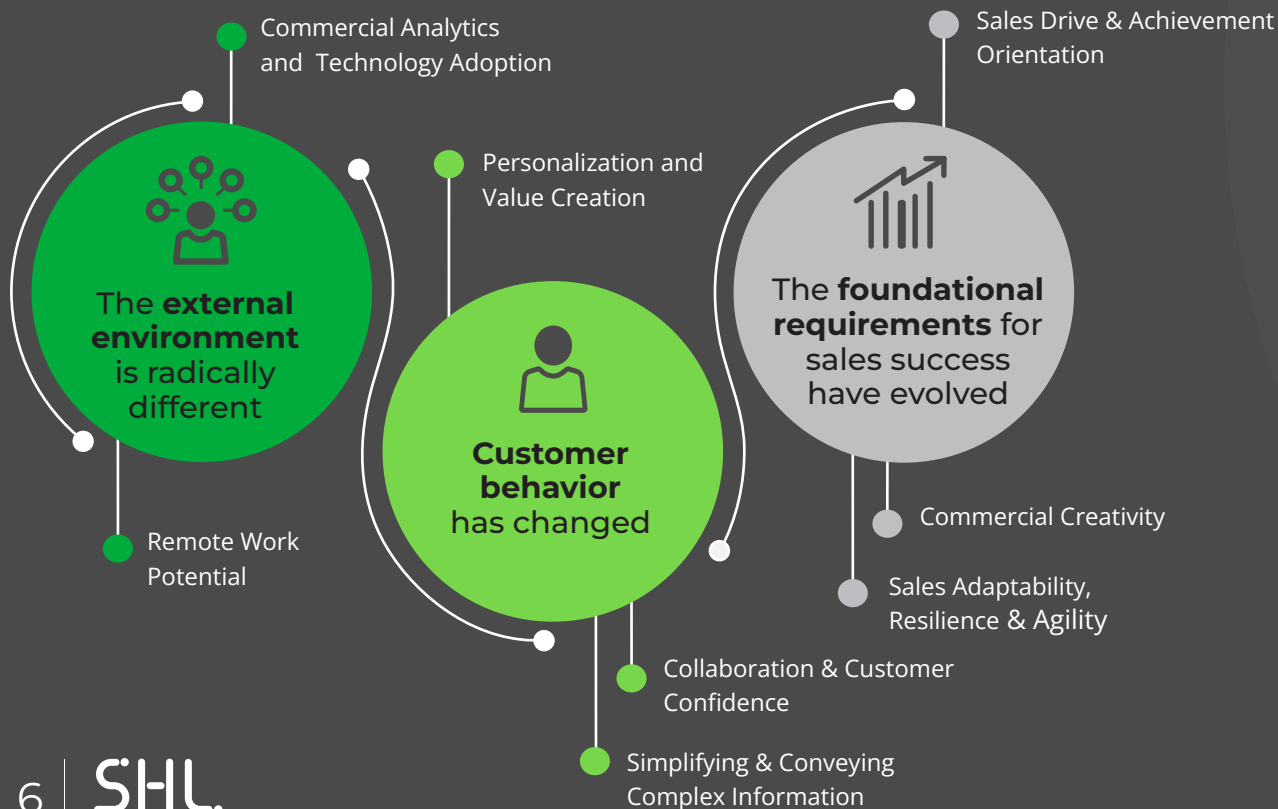 Commercial Analytics
and Technology Adoption
The external
environment
is radically
different
Remote Work
Potential
Personalization and
Value Creation
Customer
behavior
has changed
Collaboration & Customer
Confidence
Simplifying & Conveying
Complex Information
Sales Drive & Achievement
Orientation
The foundational
requirements for
sales success
have evolved
Commercial Creativity
Sales Adaptability,
Resilience & Agility
6
SHL.